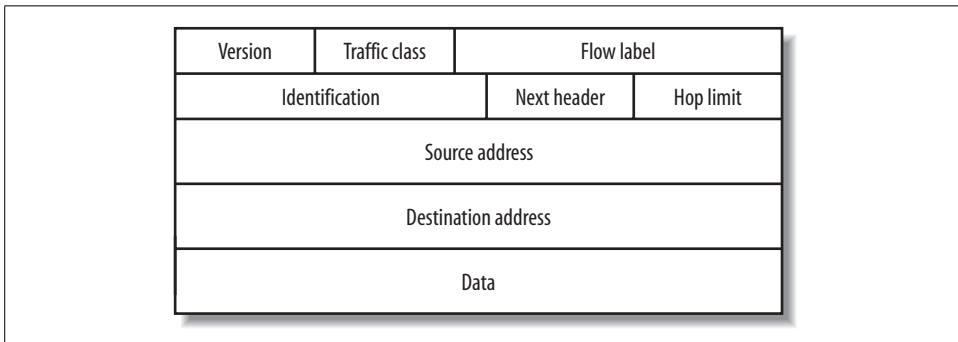 Version Traffic class Flow label
Identification Next header Hop limit
Source address
Destination address
Data